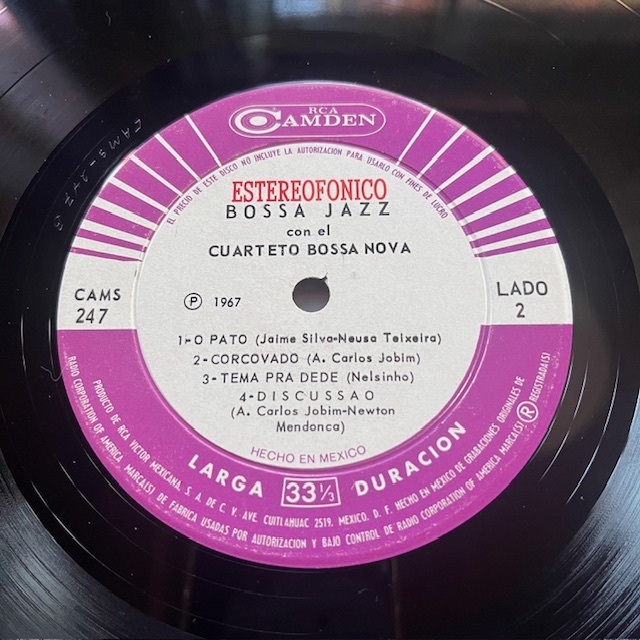 RCA
CAMDEN
EL PRECIO DE ESTE DISCO NO INCLUYE LA AUTORIZACION PARA USARLO CON FINES DE LUCRO
ESTEREOFONICO
BOSSA JAZZ
con el
CUARTETO BOSSA NOVA
CAMS
247
LADO
2
Ⓟ 1967
1-O PATO (Jaime Silva-Neusa Teixeira)
2-CORCOVADO (A. Carlos Jobim)
3-TEMA PRA DEDE (Nelsinho)
4-DISCUSSAO
(A. Carlos Jobim-Newton
Mendonca)
HECHO EN MEXICO
LARGA 33⅓ DURACION
PRODUCTO DE RCA VICTOR MEXICANA, S. A. DE C. V. AVE. CUITLAHUAC 2519. MEXICO. D. F. HECHO EN MEXICO DE GRABACIONES ORIGINALES DE
RADIO CORPORATION OF AMERICA MARCA(S) DE FABRICA USADAS POR AUTORIZACION Y BAJO CONTROL DE RADIO CORPORATION OF AMERICA MARCA(S) ® REGISTRADA(S)
CAMS-247 B